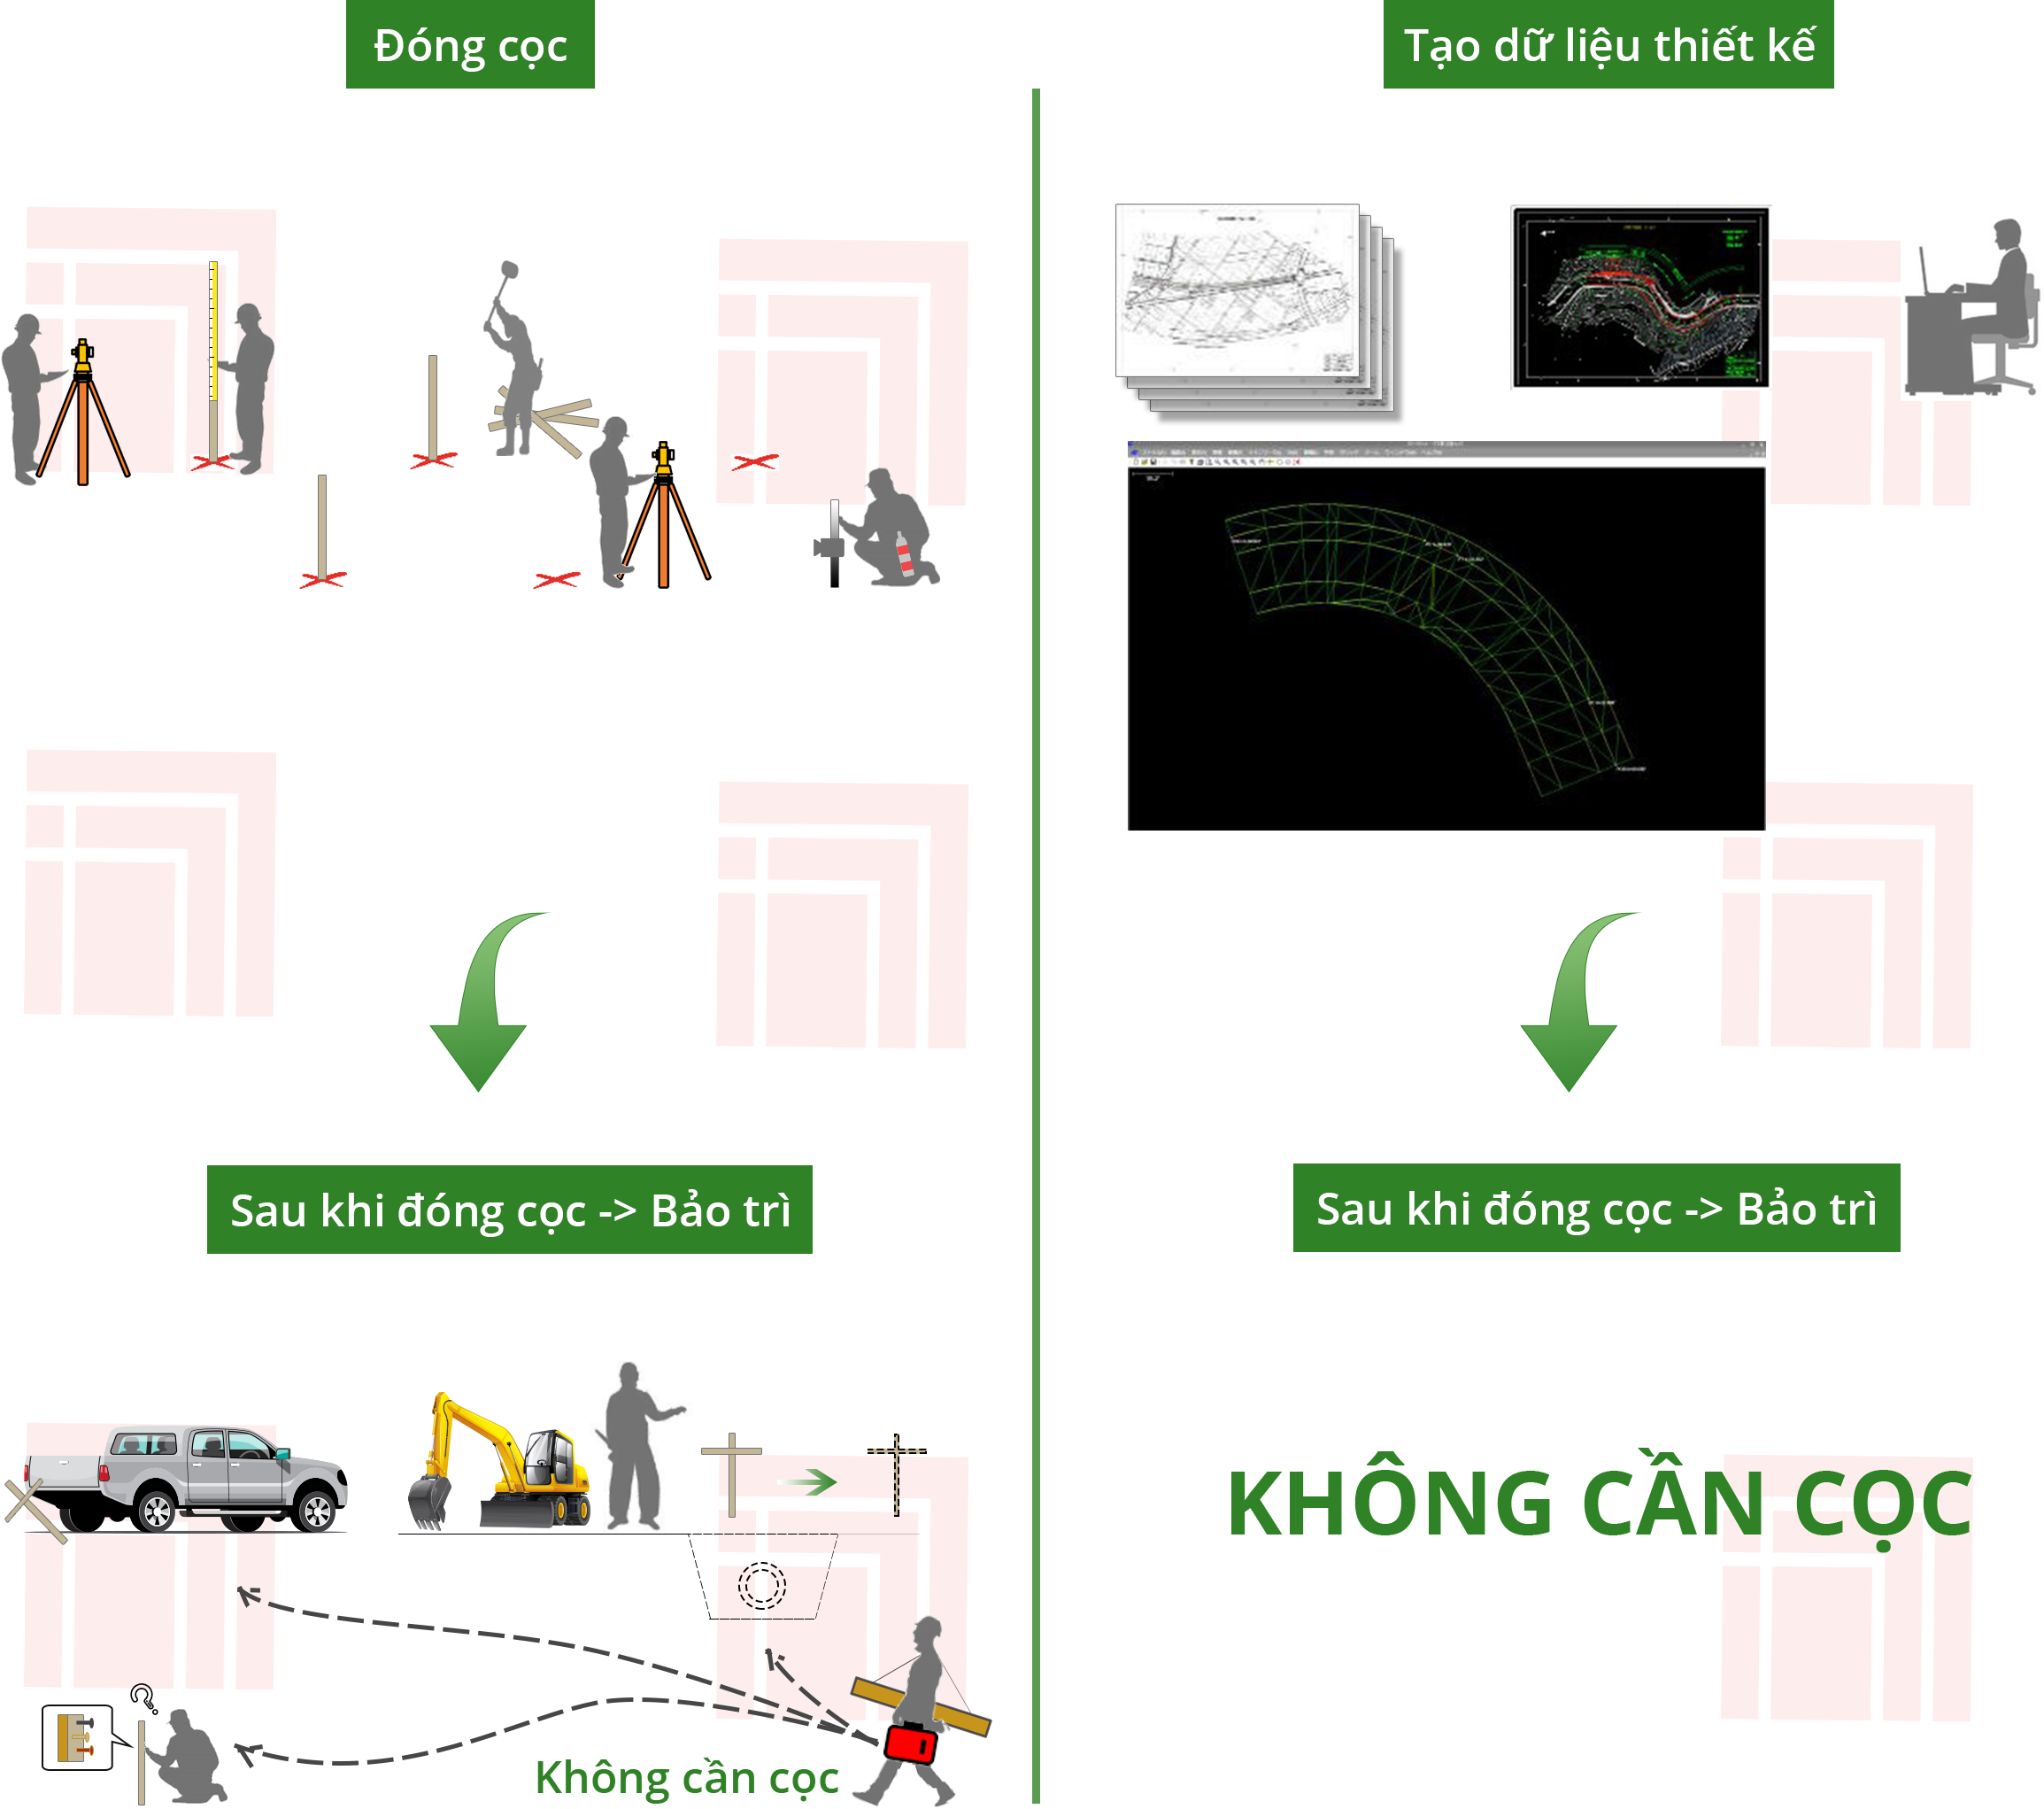 Đóng cọc
Tạo dữ liệu thiết kế
Sau khi đóng cọc -> Bảo trì
Sau khi đóng cọc -> Bảo trì
KHÔNG CẦN CỌC
Không cần cọc